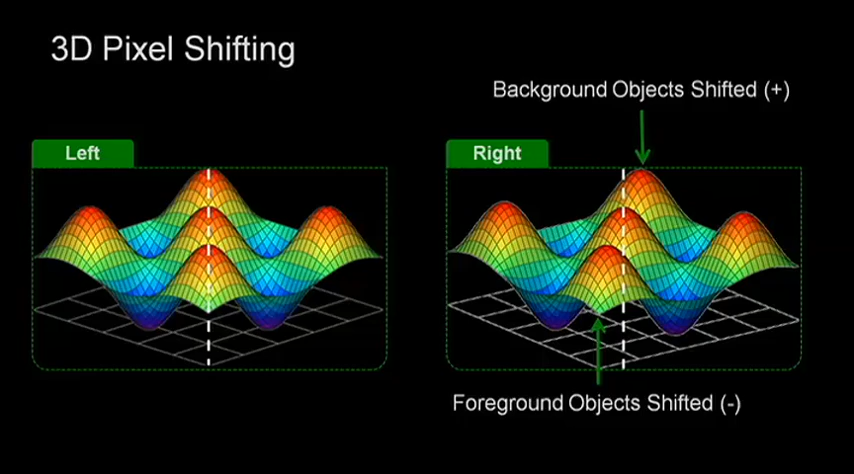 3D Pixel Shifting
Background Objects Shifted (+)
Left
Right
Foreground Objects Shifted (-)